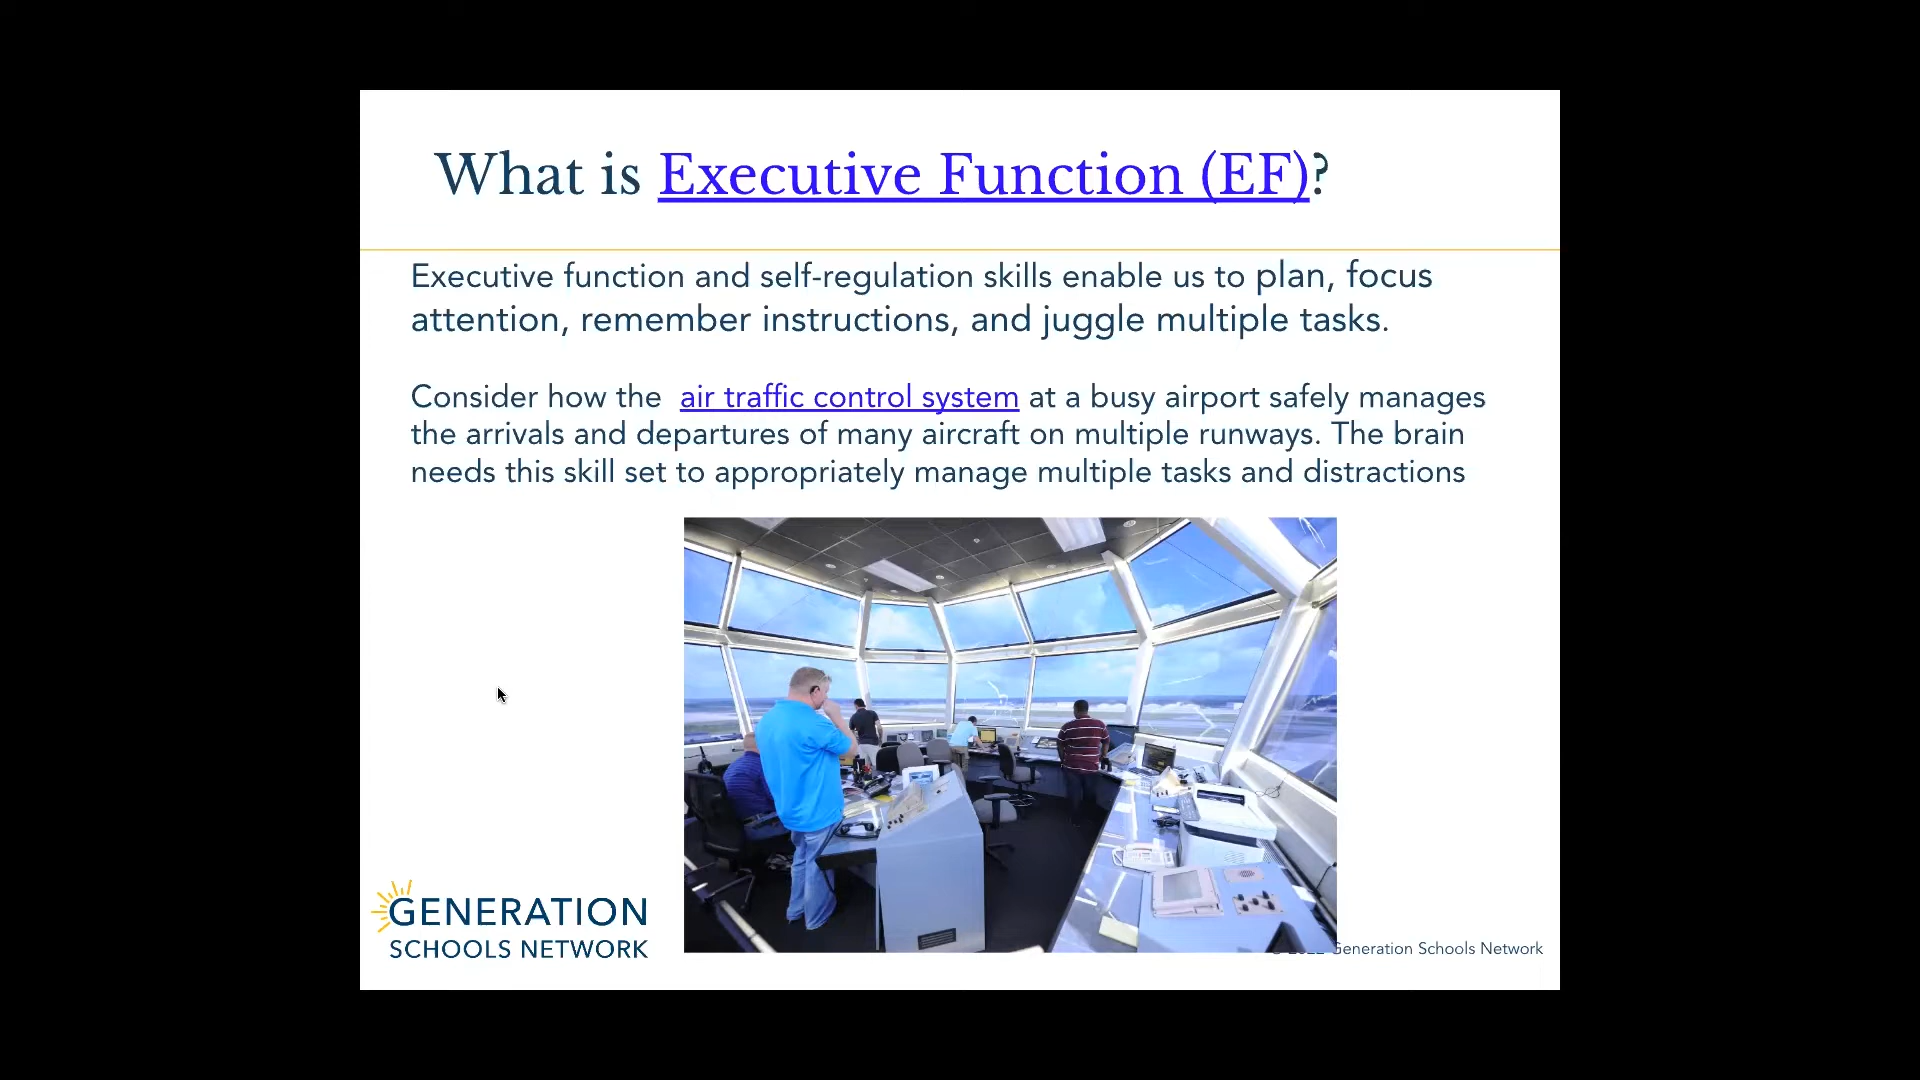 What is Executive Function (EF)?
Executive function and self-regulation skills enable us to plan, focus
attention, remember instructions, and juggle multiple tasks.
Consider how the air traffic control system at a busy airport safely manages
the arrivals and departures of many aircraft on multiple runways. The brain
needs this skill set to appropriately manage multiple tasks and distractions
GENERATION
SCHOOLS NETWORK
Generation Schools Network